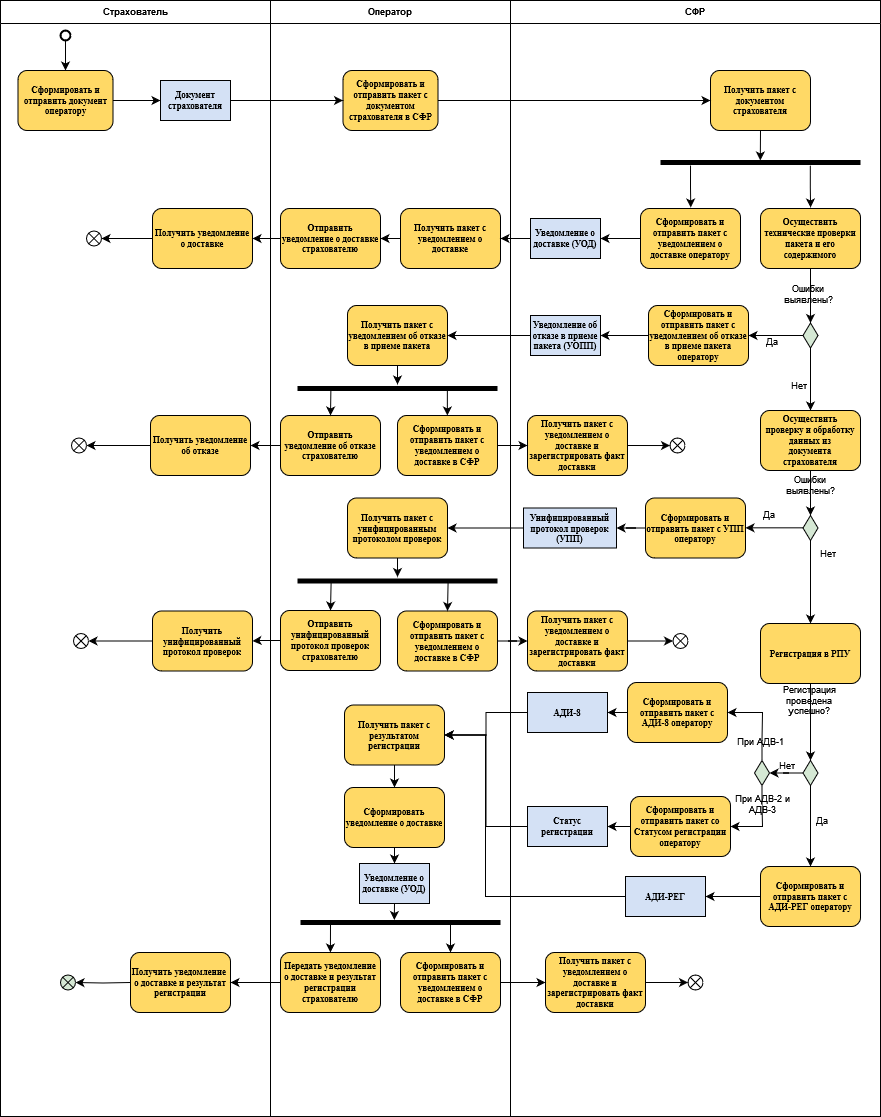 Страхователь
Оператор
СФР
Сформировать и
отправить документ
оператору
Документ
страхователя
Сформировать и
отправить пакет с
документом
страхователя в СФР
Получить пакет с
документом
страхователя
Получить уведомление
о доставке
Отправить
уведомление о доставке
страхователю
Получить пакет с
уведомлением о
доставке
Уведомление о
доставке (УОД)
Сформировать и
отправить пакет с
уведомлением о
доставке оператору
Осуществить
технические проверки
пакета и его
содержимого
Ошибки
выявлены?
Получить пакет с
уведомлением об отказе
в приеме пакета
Уведомление об
отказе в приеме
пакета (УОПП)
Сформировать и
отправить пакет с
уведомлением об отказе
в приеме пакета
оператору
Да
Нет
Получить уведомление
об отказе
Отправить
уведомление об отказе
страхователю
Сформировать и
отправить пакет с
уведомлением о
доставке в СФР
Получить пакет с
уведомлением о
доставке и
зарегистрировать факт
доставки
Осуществить
проверку и обработку
данных из
документа
страхователя
Ошибки
выявлены?
Получить пакет с
унифицированным
протоколом проверок
Унифицированный
протокол проверок
(УПП)
Сформировать и
отправить пакет с УПП
оператору
Да
Нет
Получить
унифицированный
протокол проверок
Отправить
унифицированный
протокол проверок
страхователю
Сформировать и
отправить пакет с
уведомлением о
доставке в СФР
Получить пакет с
уведомлением о
доставке и
зарегистрировать факт
доставки
Регистрация в РПУ
Регистрация
проведена
успешно?
Получить пакет с
результатом
регистрации
АДИ-8
Сформировать и
отправить пакет с
АДИ-8 оператору
При АДВ-1
Нет
При АДВ-2 и
АДВ-3
Да
Сформировать
уведомление о доставке
Статус
регистрации
Сформировать и
отправить пакет со
Статусом регистрации
оператору
Уведомление о
доставке (УОД)
АДИ-РЕГ
Сформировать и
отправить пакет с
АДИ-РЕГ оператору
Получить уведомление
о доставке и результат
регистрации
Передать уведомление
о доставке и результат
регистрации
страхователю
Сформировать и
отправить пакет с
уведомлением о
доставке в СФР
Получить пакет с
уведомлением о
доставке и
зарегистрировать факт
доставки